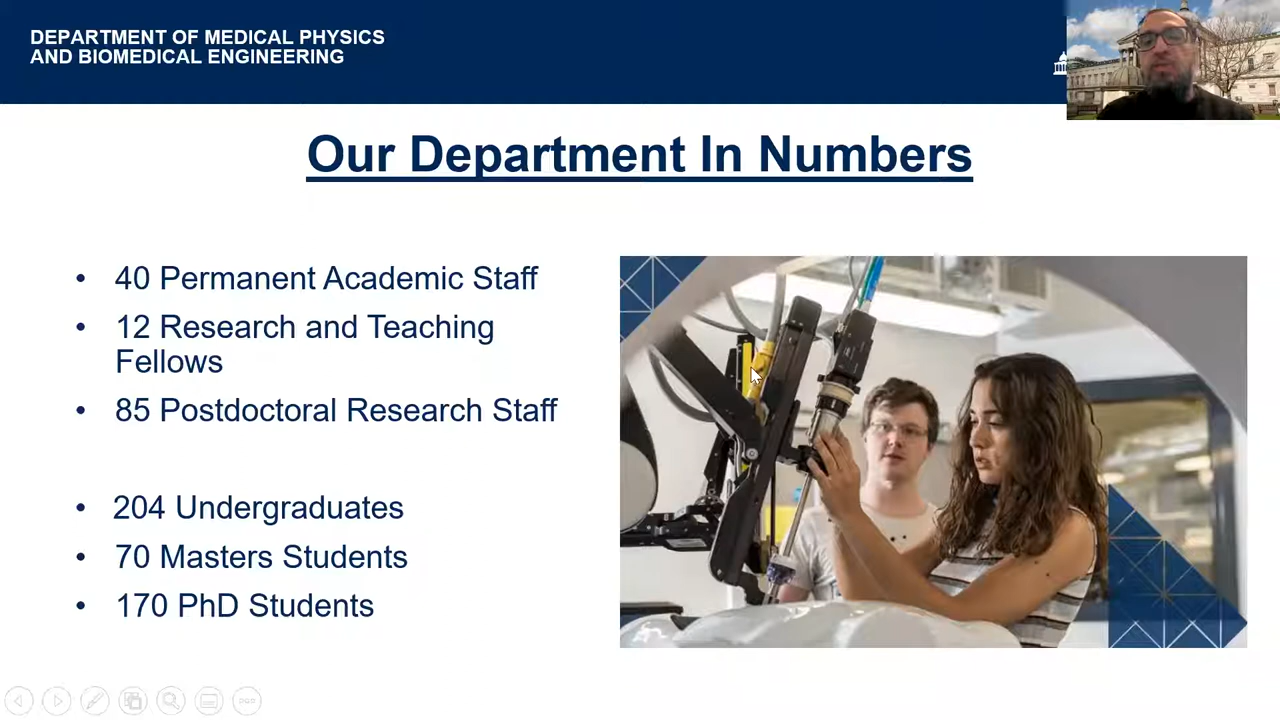 DEPARTMENT OF MEDICAL PHYSICS
AND BIOMEDICAL ENGINEERING
Our Department In Numbers
• 40 Permanent Academic Staff
• 12 Research and Teaching
Fellows
• 85 Postdoctoral Research Staff
• 204 Undergraduates
• 70 Masters Students
• 170 PhD Students